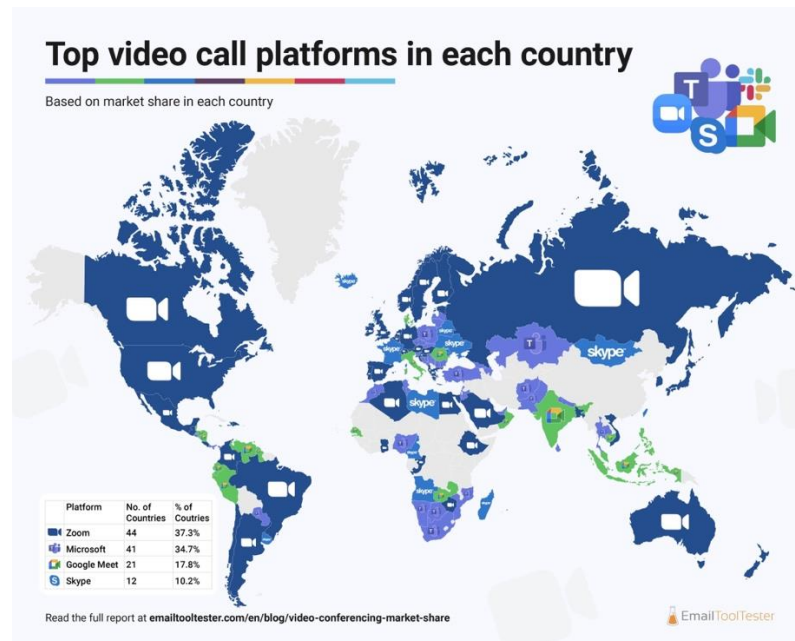 Top video call platforms in each country
Based on market share in each country
T
S
skype
skype
skype
skype
skype
skype
T
Platform No. of Countries % of Coutries
Zoom 44 37.3%
Microsoft 41 34.7%
Google Meet 21 17.8%
S Skype 12 10.2%
Read the full report at emailtooltester.com/en/blog/video-conferencing-market-share
EmailToolTester